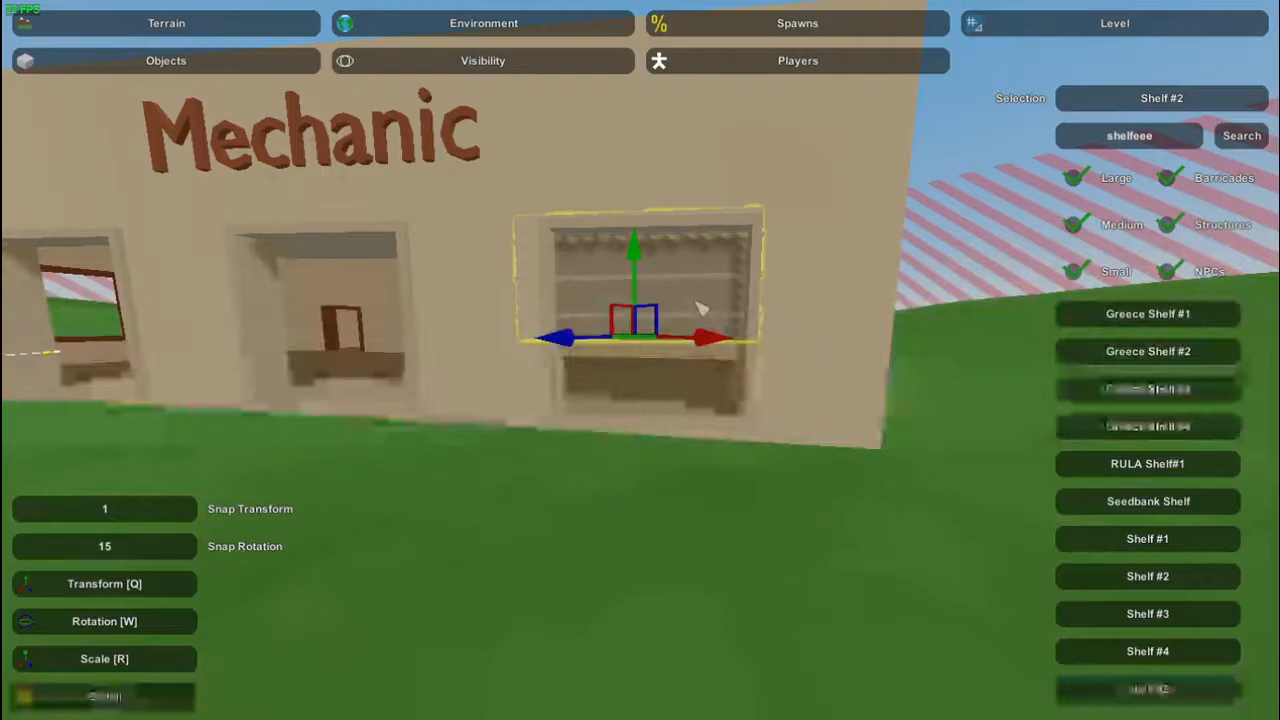 Terrain
Environment
Spawns
Level
Objects
Visibility
Players
Selection
Shelf #2
shelfeee
Search
Large
Barricades
Medium
Structures
Small
NPCs
Mechanic
Greece Shelf #1
Greece Shelf #2
RULA Shelf#1
Seedbank Shelf
Shelf #1
Shelf #2
Shelf #3
Shelf #4
1
Snap Transform
15
Snap Rotation
Transform [Q]
Rotation [W]
Scale [R]